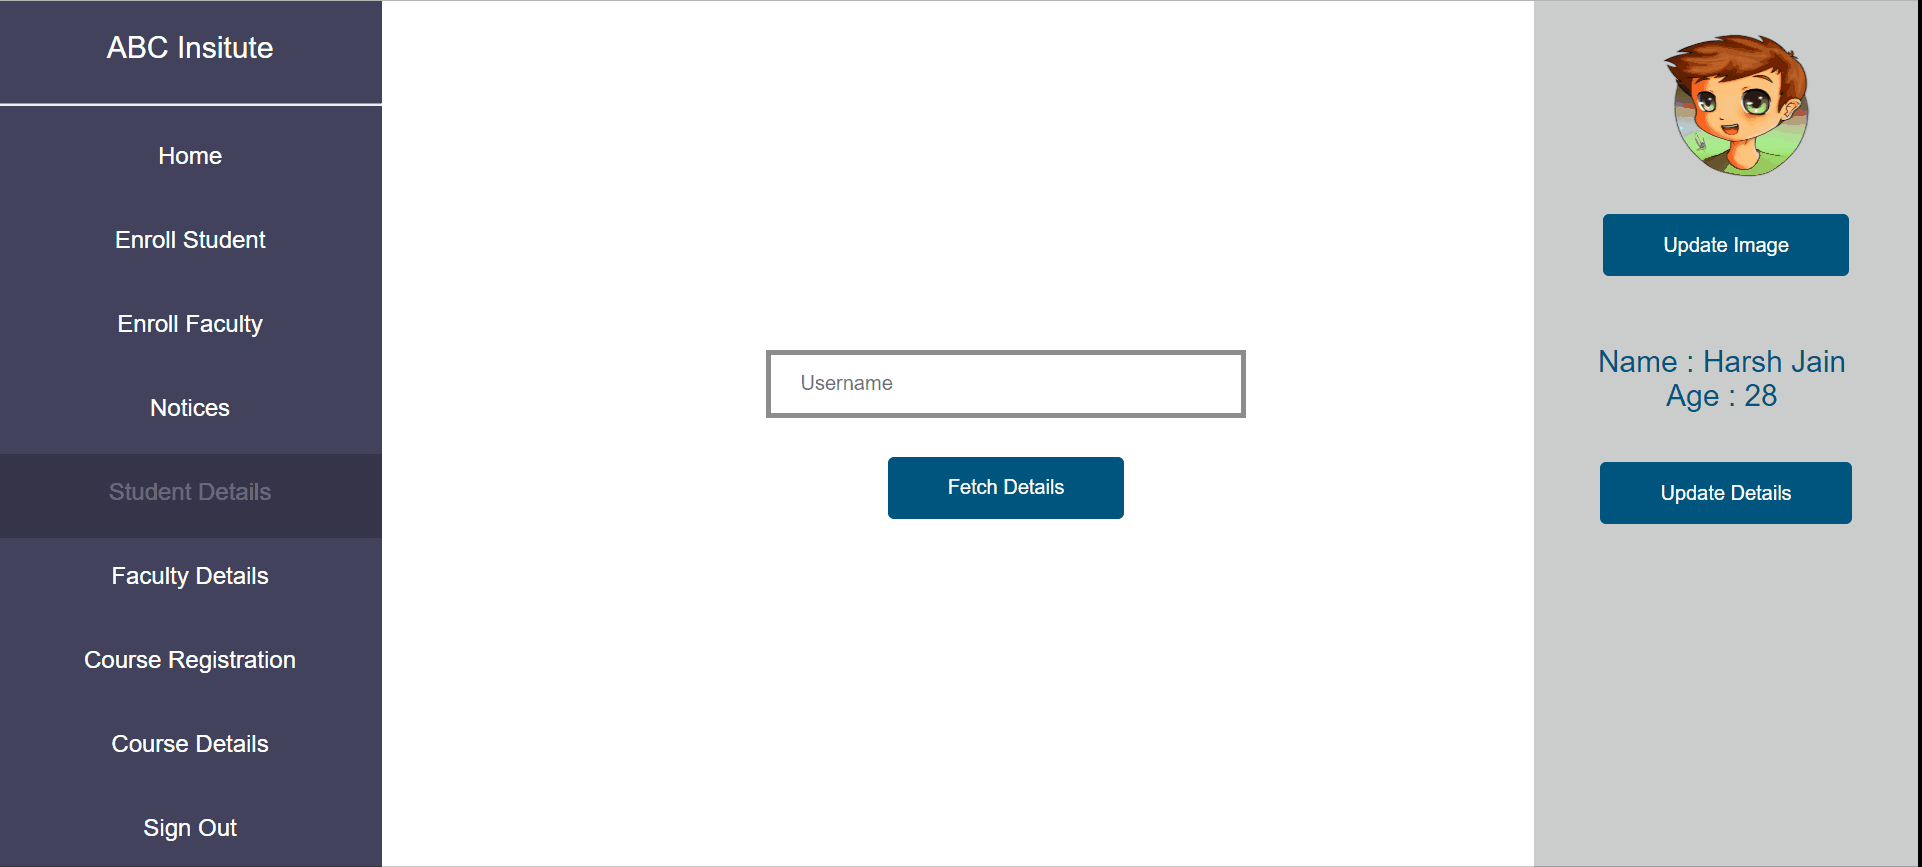 ABC Insitute
Home
Enroll Student
Enroll Faculty
Notices
Student Details
Faculty Details
Course Registration
Course Details
Sign Out
Username
Fetch Details
Update Image
Name : Harsh Jain
Age : 28
Update Details